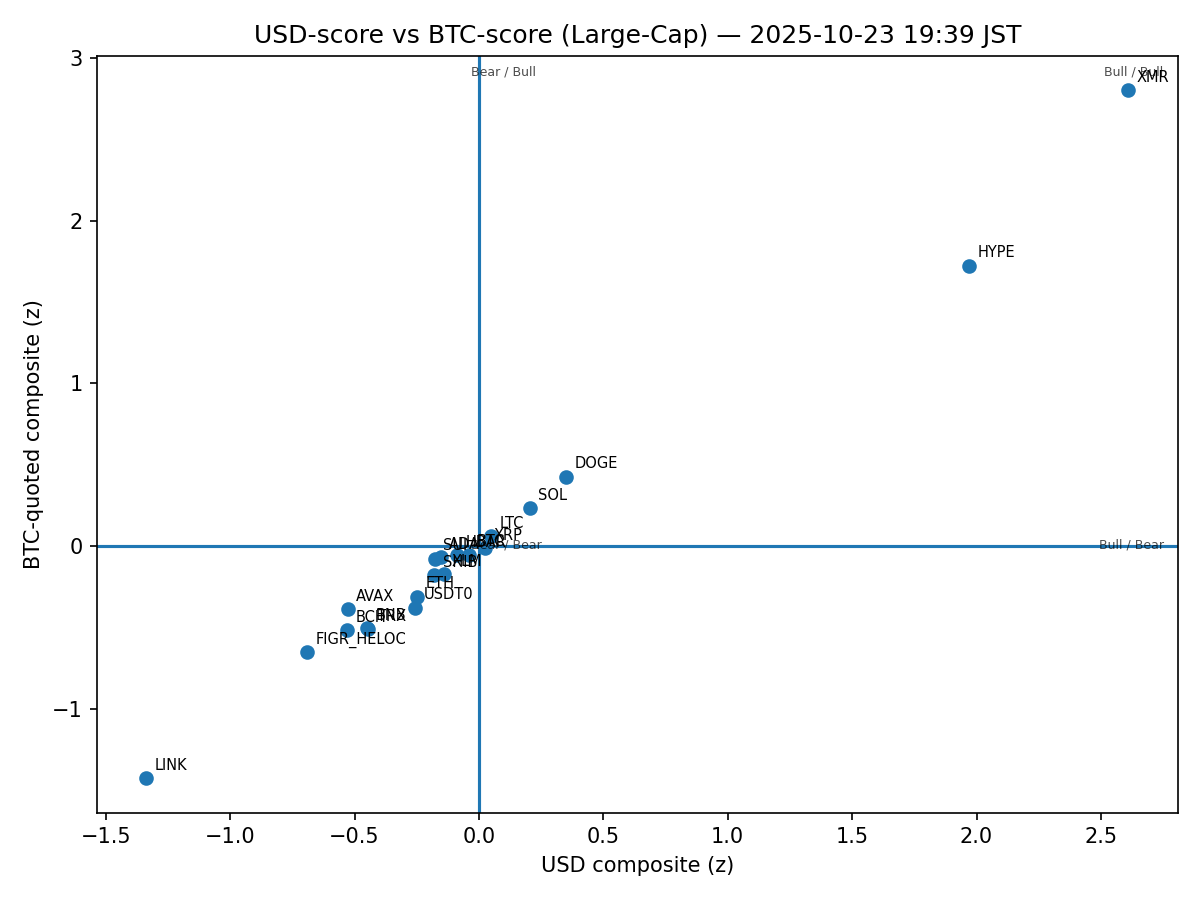 USD-score vs BTC-score (Large-Cap) — 2025-10-23 19:39 JST
3
Bear / Bull
Bull / Bull
XMR
HYPE
2
1
DOGE
SOL
LTC
XRP
0
Bull / Bear
XLM
ETH
USDT0
AVAX
BCH
TRX
FIGR_HELOC
−1
LINK
−1.5
−1.0
−0.5
0.0
0.5
1.0
1.5
2.0
2.5
USD composite (z)
BTC-quoted composite (z)